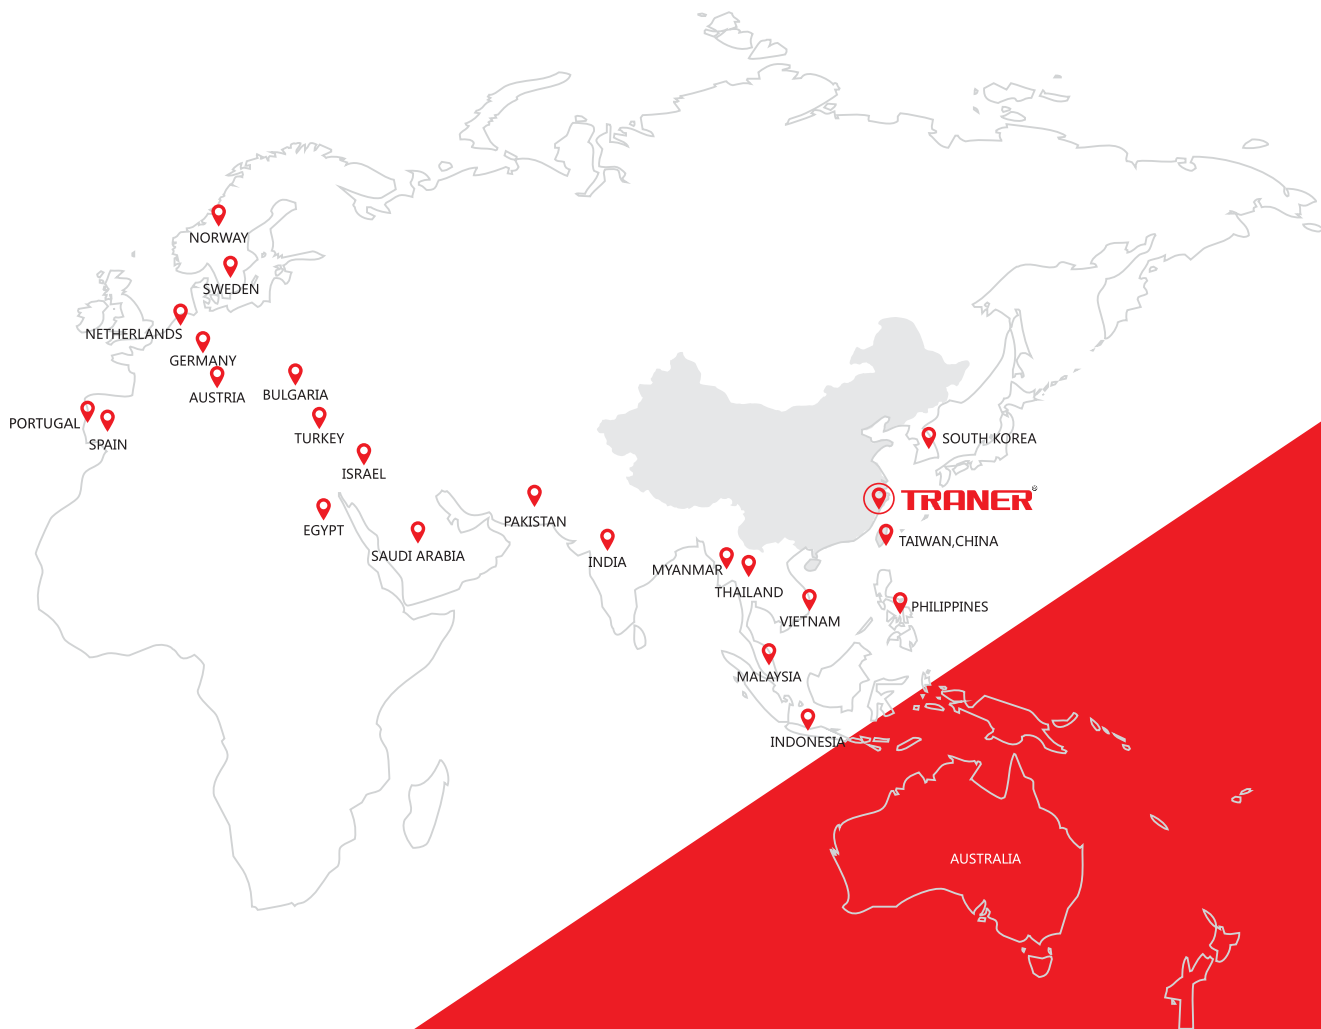 NORWAY
SWEDEN
NETHERLANDS
GERMANY
AUSTRIA
BULGARIA
PORTUGAL
SPAIN
TURKEY
SOUTH KOREA
ISRAEL
TRANER®
PAKISTAN
EGYPT
SAUDI ARABIA
TAIWAN,CHINA
INDIA
MYANMAR
THAILAND
PHILIPPINES
VIETNAM
MALAYSIA
INDONESIA
AUSTRALIA